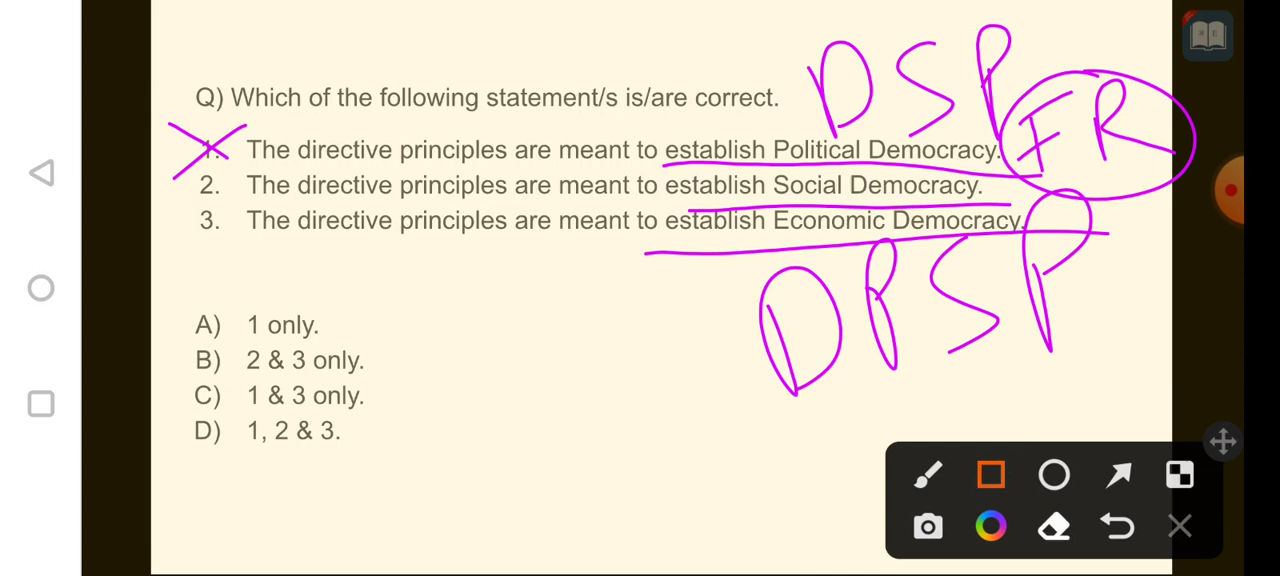 DSP
Q) Which of the following statement/s is/are correct.
FR
1. The directive principles are meant to establish Political Democracy.
2. The directive principles are meant to establish Social Democracy.
3. The directive principles are meant to establish Economic Democracy.
DPSP
A) 1 only.
B) 2 & 3 only.
C) 1 & 3 only.
D) 1, 2 & 3.